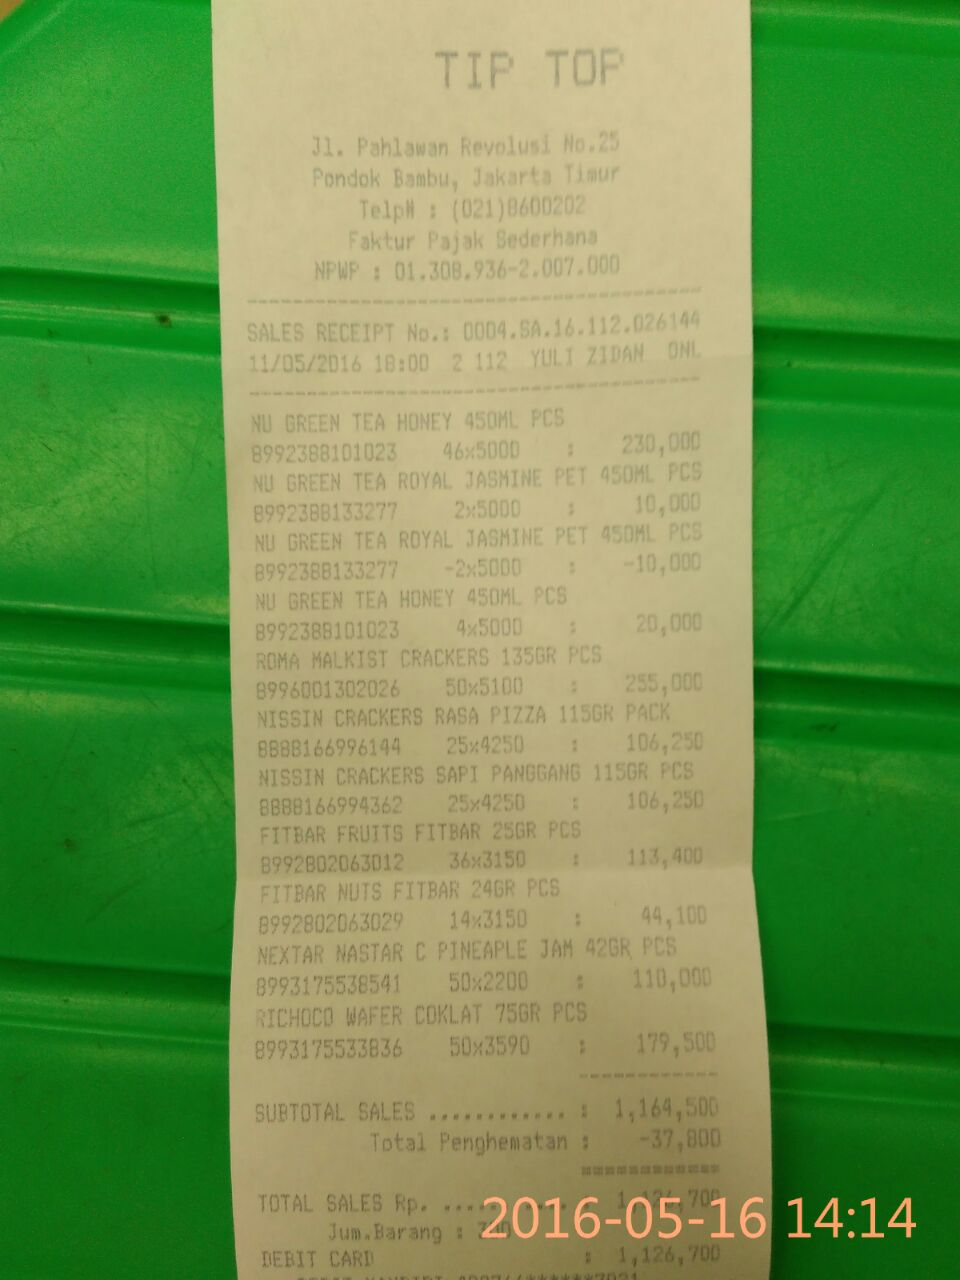 TIP TOP
Jl. Pahlawan Revolusi No.25
Pondok Bambu, Jakarta Timur
Telp# : (021)8600202
Faktur Pajak Sederhana
NPWP : 01.308.936-2.007.000
SALES RECEIPT No.: 0004.SA.16.112.026144
11/05/2016 18:00 2 112 YULI ZIDAN ONL
NU GREEN TEA HONEY 450ML PCS
8992388101023 46x5000 : 230,000
NU GREEN TEA ROYAL JASMINE PET 450ML PCS
8992388133277 2x5000 : 10,000
NU GREEN TEA ROYAL JASMINE PET 450ML PCS
8992388133277 -2x5000 : -10,000
NU GREEN TEA HONEY 450ML PCS
8992388101023 4x5000 : 20,000
ROMA MALKIST CRACKERS 135GR PCS
8996001302026 50x5100 : 255,000
NISSIN CRACKERS RASA PIZZA 115GR PACK
8888166996144 25x4250 : 106,250
NISSIN CRACKERS SAPI PANGGANG 115GR PCS
8888166994362 25x4250 : 106,250
FITBAR FRUITS FITBAR 25GR PCS
8992802063012 36x3150 : 113,400
FITBAR NUTS FITBAR 24GR PCS
8992802063029 14x3150 : 44,100
NEXTAR NASTAR C PINEAPLE JAM 42GR PCS
8993175538541 50x2200 : 110,000
RICHOCO WAFER COKLAT 75GR PCS
8993175533836 50x3590 : 179,500
SUBTOTAL SALES ............ : 1,164,500
Total Penghematan : -37,800
TOTAL SALES Rp. ............ : 1,126,700
Jum.Barang : 300
DEBIT CARD : 1,126,700
2016-05-16 14:14